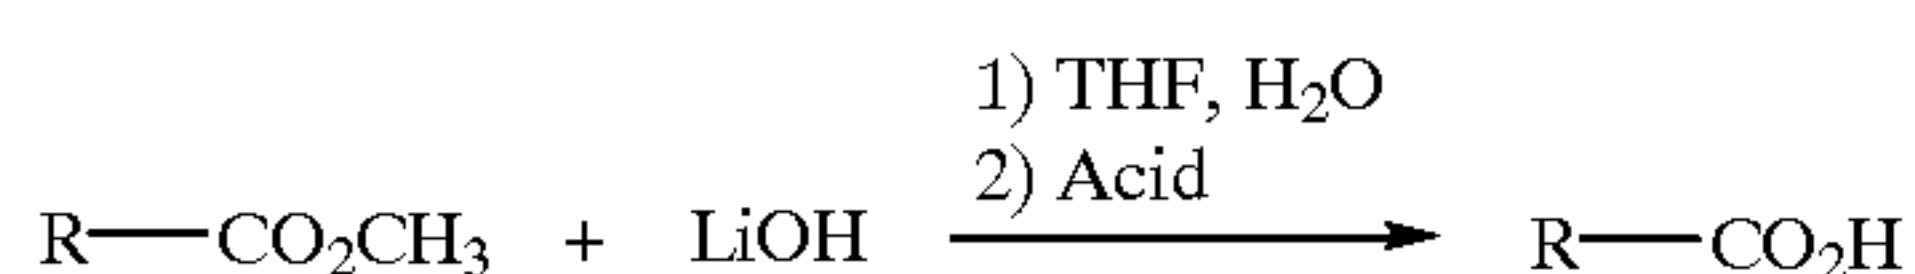 1) THF, H₂O
2) Acid
R—CO₂CH₃ + LiOH → R—CO₂H